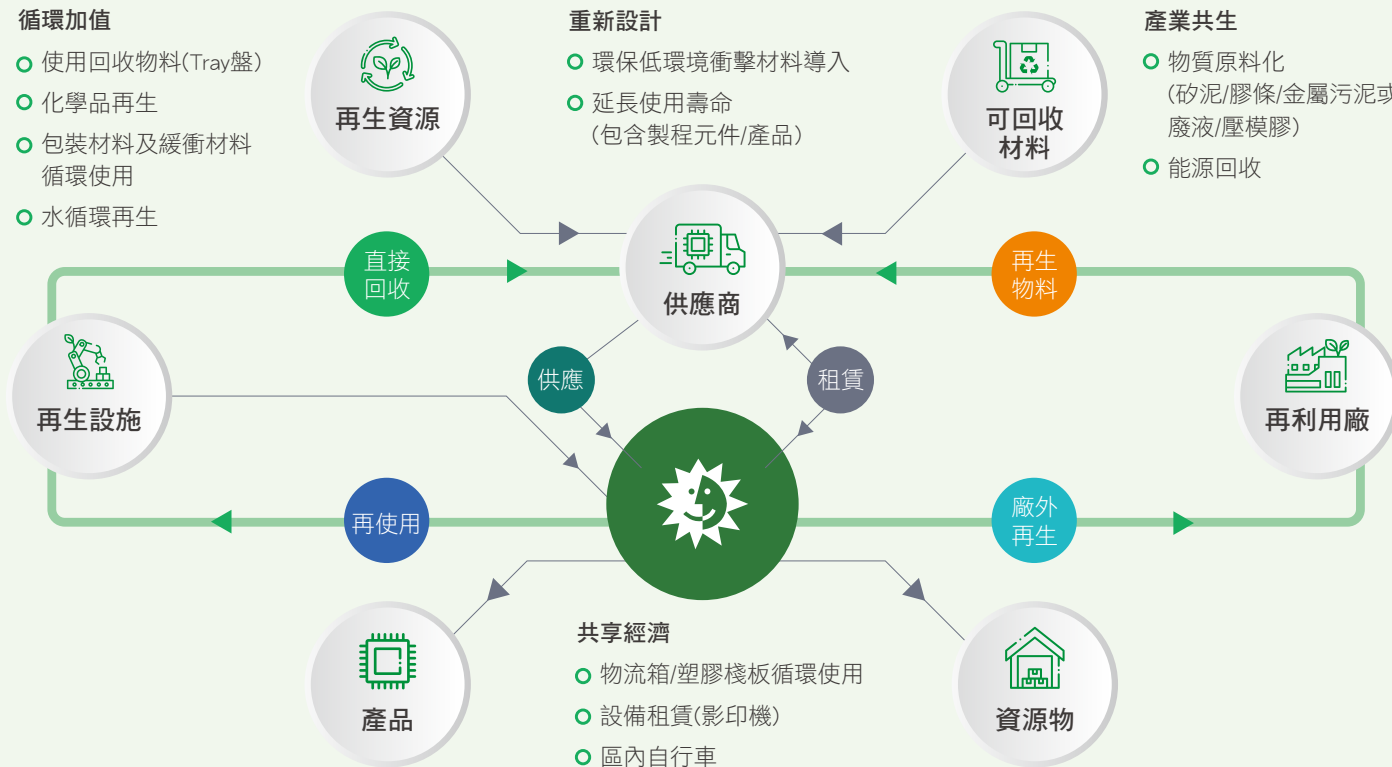 循環加值
使用回收物料(Tray盤)
化學品再生
包裝材料及緩衝材料
循環使用
水循環再生
再生資源
重新設計
環保低環境衝擊材料導入
延長使用壽命
(包含製程元件/產品)
可回收
材料
產業共生
物質原料化
(矽泥/膠條/金屬污泥或
廢液/壓模膠)
能源回收
直接
回收
供應商
再生
物料
再生設施
供應
租賃
再利用廠
再使用
廠外
再生
產品
共享經濟
物流箱/塑膠棧板循環使用
設備租賃(影印機)
區內自行車
資源物